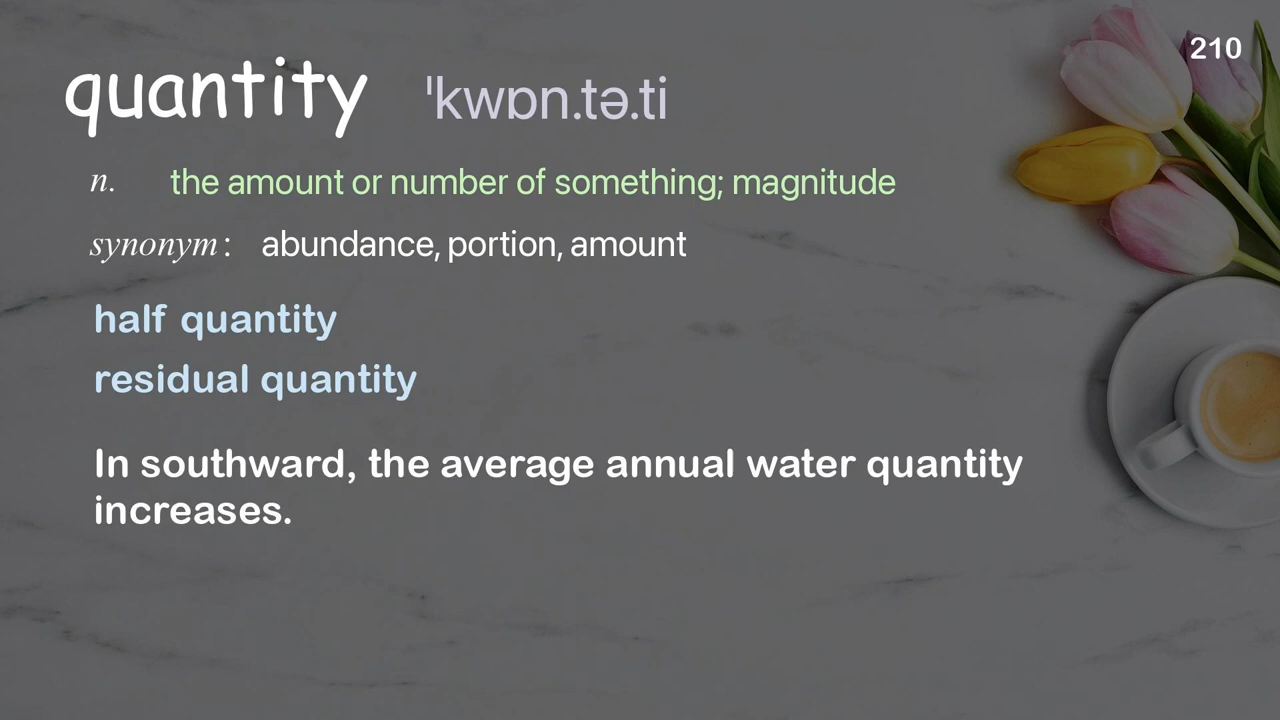 210
quantity ˈkwɒn.tə.ti
n. the amount or number of something; magnitude
synonym: abundance, portion, amount
half quantity
residual quantity
In southward, the average annual water quantity
increases.